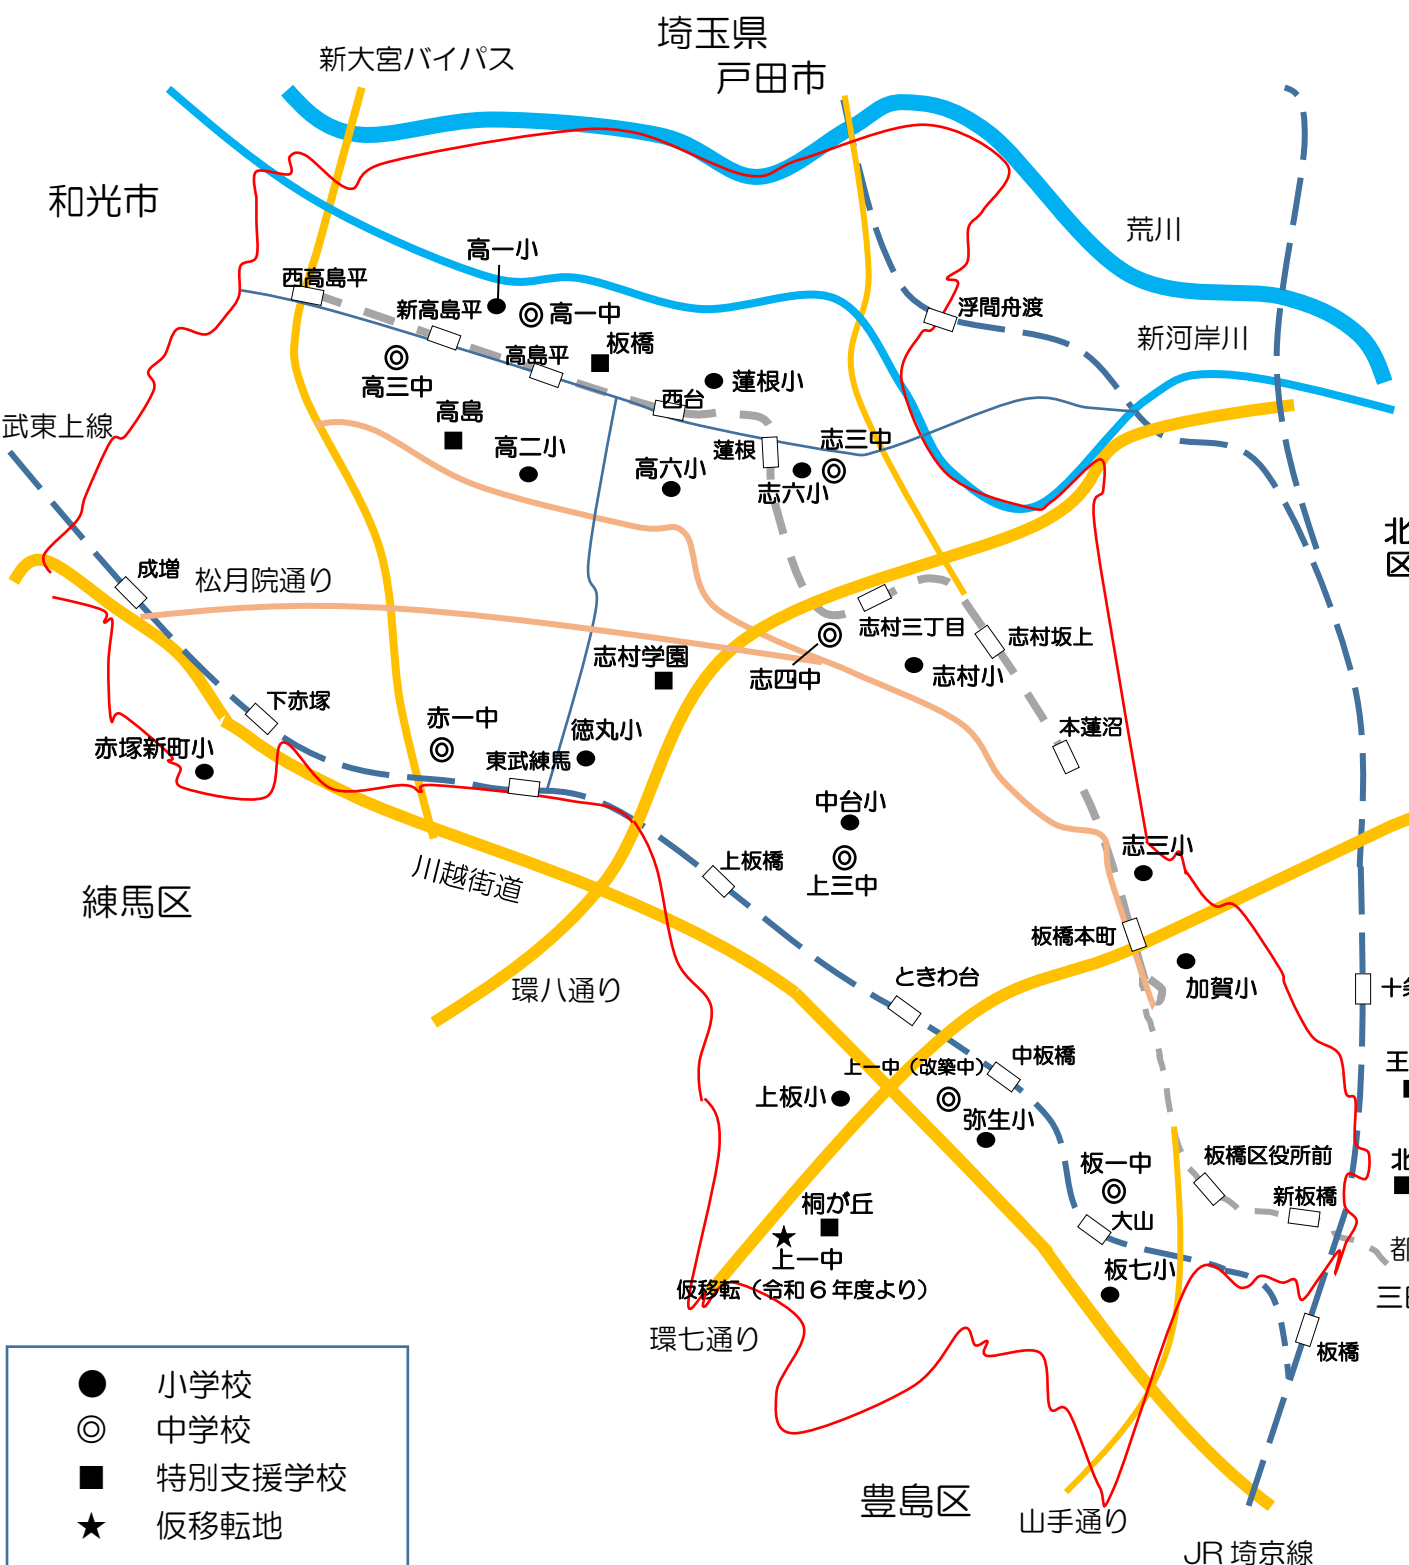 埼玉県
戸田市
新大宮バイパス
和光市
荒川
高一小
西高島平
新高島平
高一中
浮間舟渡
新河岸川
板橋
高島平
高三中
蓮根小
西台
高島
武東上線
高二小
蓮根
志三中
高六小
志六小
北
区
成増
松月院通り
志村三丁目
志村坂上
志村学園
志四中
志村小
下赤塚
赤一中
徳丸小
本蓮沼
赤塚新町小
東武練馬
中台小
志三小
上板橋
上三中
川越街道
練馬区
板橋本町
環八通り
ときわ台
加賀小
十条
中板橋
上一中（改築中）
王
上板小
弥生小
板一中
板橋区役所前
北
桐が丘
新板橋
大山
上一中
都
板七小
仮移転（令和６年度より）
三田
環七通り
板橋
小学校
中学校
特別支援学校
仮移転地
豊島区
山手通り
JR 埼京線